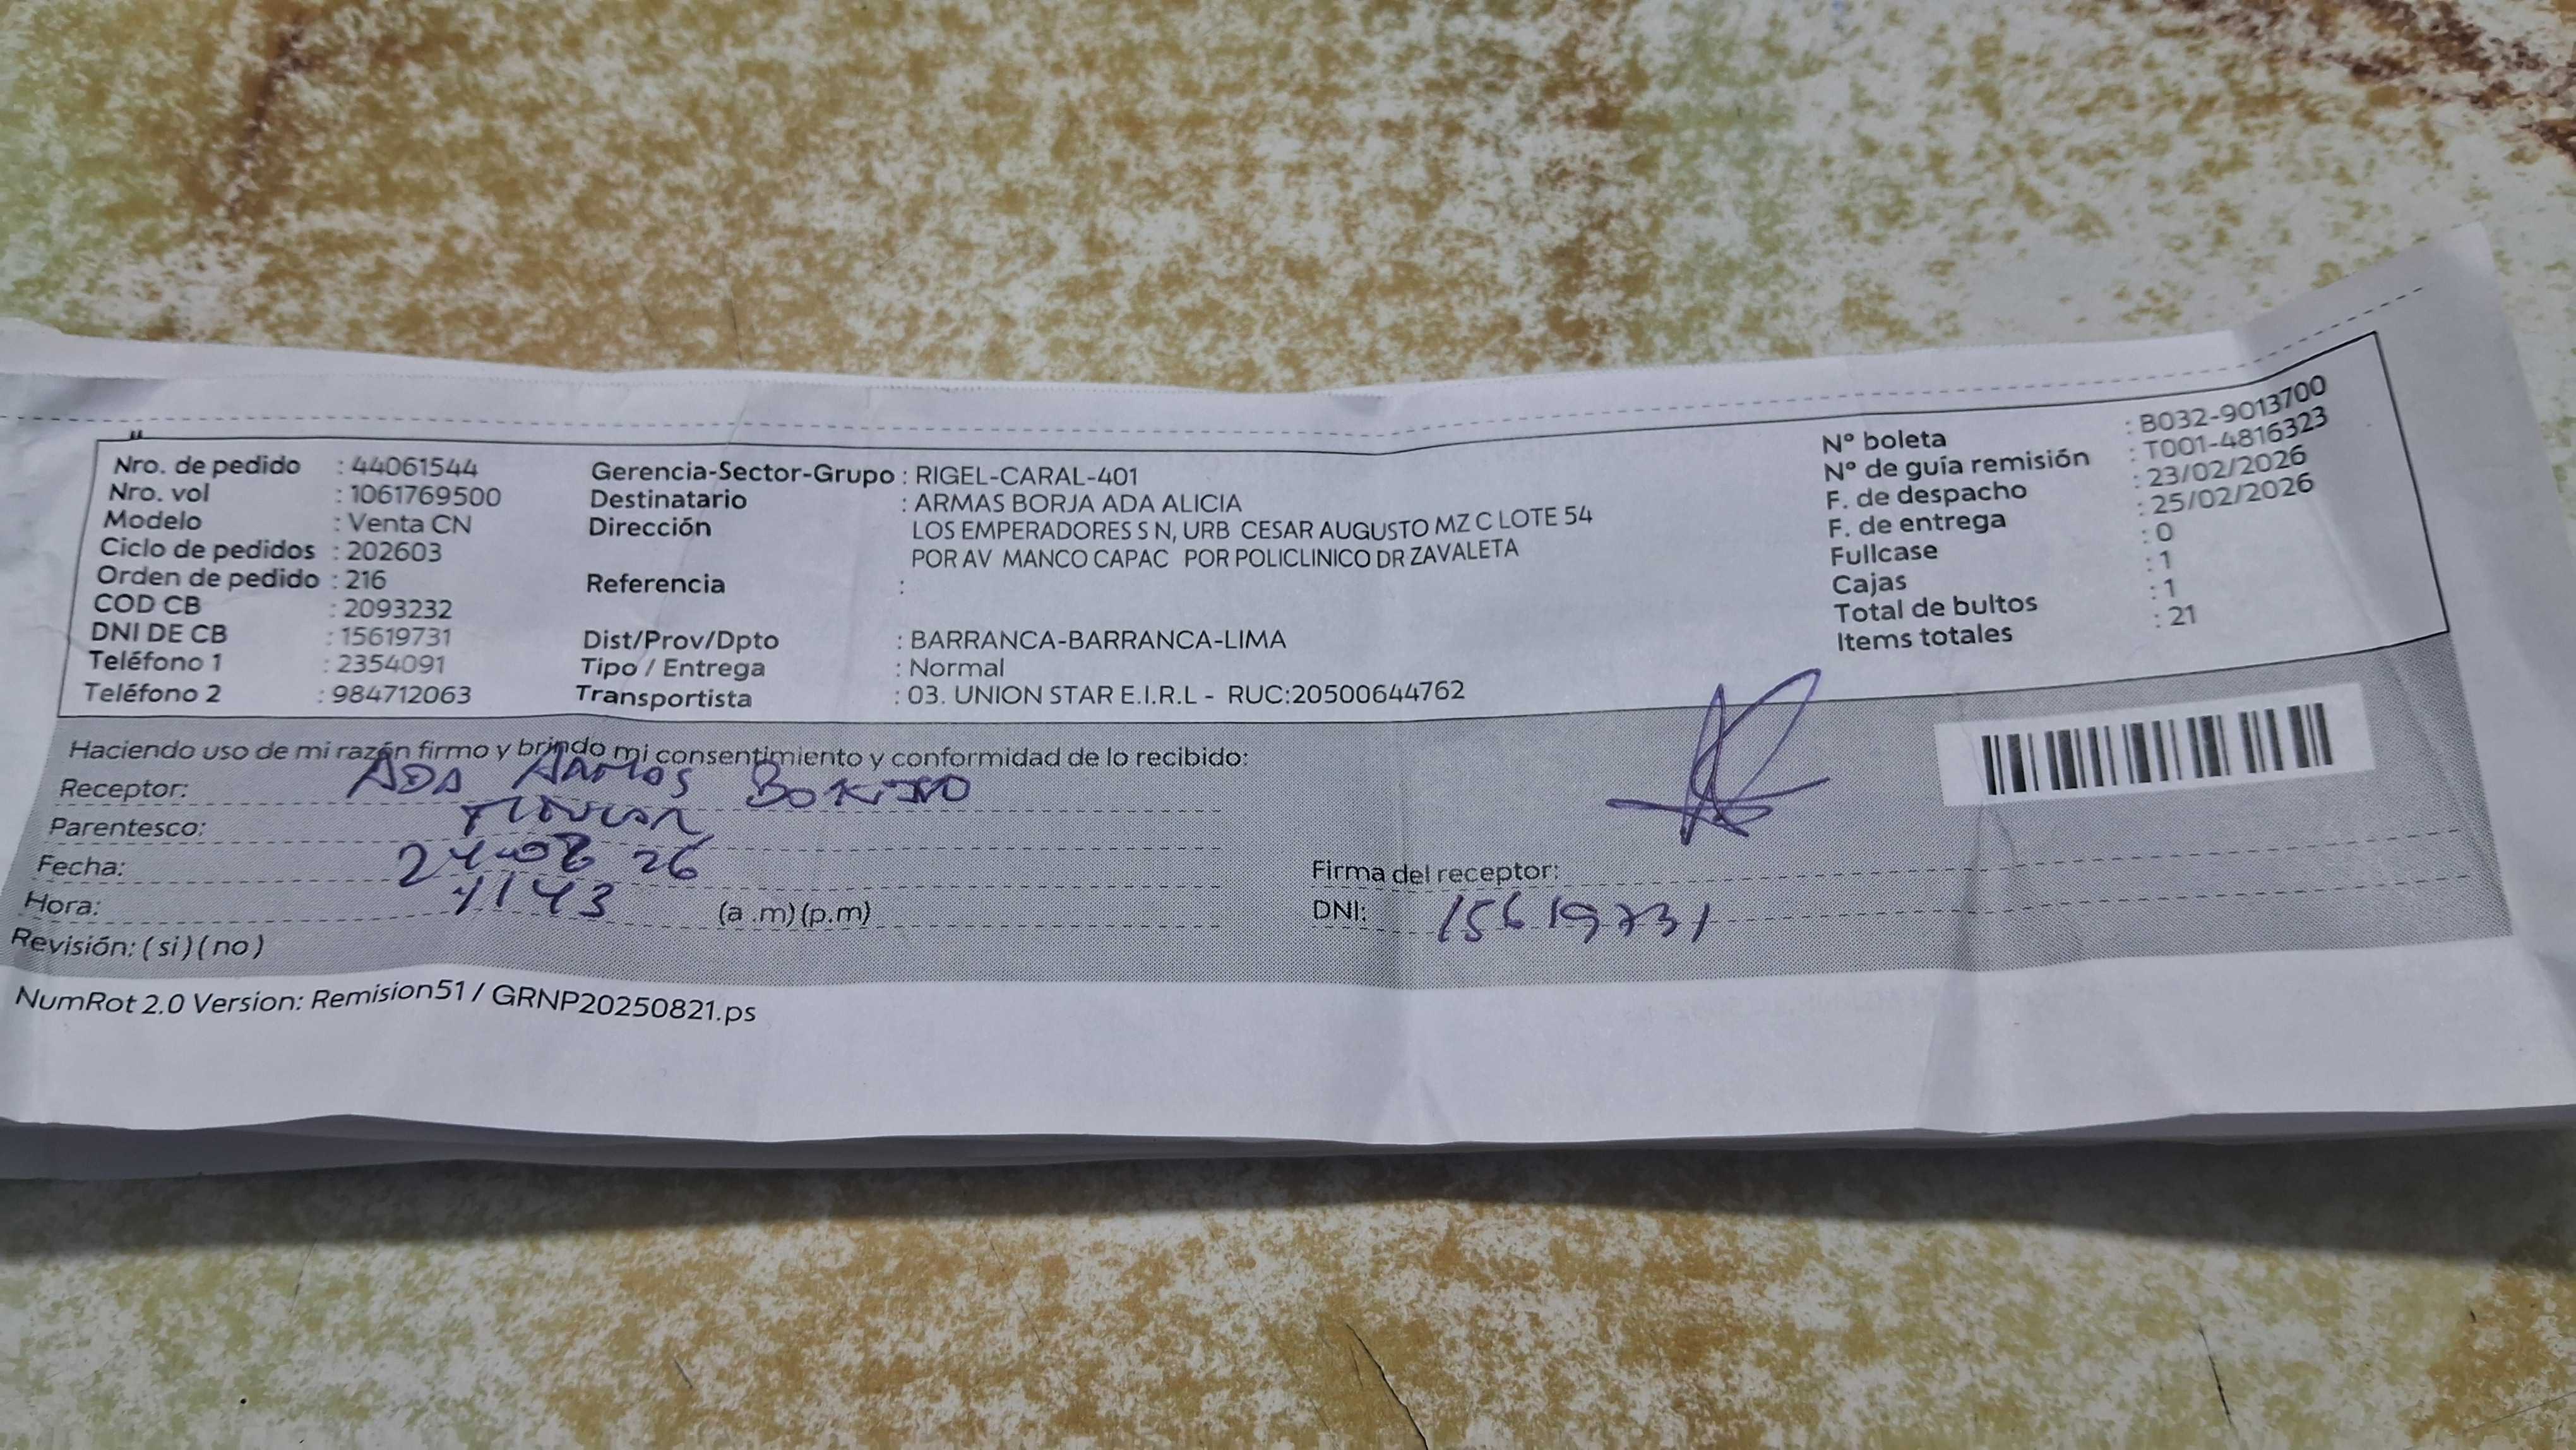 Nro. de pedido : 44061544
Nro. vol : 1061769500
Modelo : Venta CN
Ciclo de pedidos : 202603
Orden de pedido : 216
COD CB : 2093232
DNI DE CB : 15619731
Teléfono 1 : 2354091
Teléfono 2 : 984712063
Gerencia-Sector-Grupo : RIGEL-CARAL-401
Destinatario : ARMAS BORJA ADA ALICIA
Dirección LOS EMPERADORES S N, URB CESAR AUGUSTO MZ C LOTE 54
POR AV MANCO CAPAC POR POLICLINICO DR ZAVALETA
Referencia :
Dist/Prov/Dpto : BARRANCA-BARRANCA-LIMA
Tipo / Entrega : Normal
Transportista : 03. UNION STAR E.I.R.L - RUC:20500644762
N° boleta : B032-9013700
N° de guía remisión : T001-4816323
F. de despacho : 23/02/2026
F. de entrega : 25/02/2026
Fullcase : 0
Cajas : 1
Total de bultos : 1
Items totales : 21
Haciendo uso de mi razón firmo y brindo mi consentimiento y conformidad de lo recibido:
Receptor: ADA ARMAS
Parentesco:
Fecha: 26
Hora: 1143 (a .m) (p.m)
Revisión: ( si ) ( no )
Firma del receptor:
DNI: 15619731
NumRot 2.0 Version: Remision51 / GRNP20250821.ps